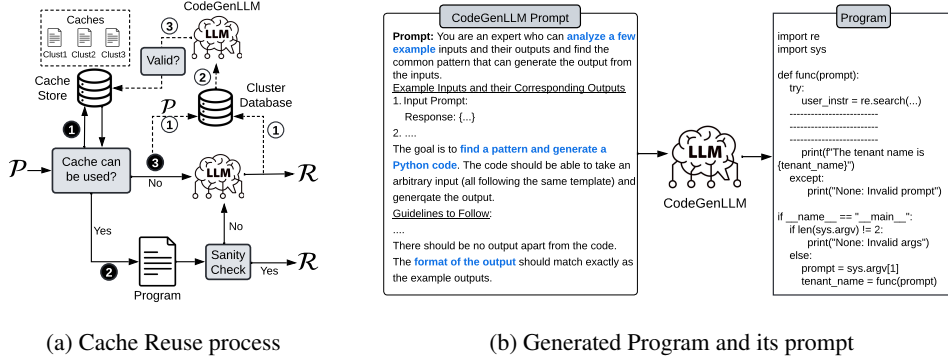 CodeGenLLM
Caches
Clust1 Clust2 Clust3
3
LLM
Valid?
2
Cache
Store
Cluster
Database
P
1
1
1
P
Cache can
be used?
3
No
LLM
R
Yes
No
2
Program
Sanity
Check
Yes
R
(a) Cache Reuse process
CodeGenLLM Prompt
Prompt: You are an expert who can analyze a few
example inputs and their outputs and find the
common pattern that can generate the output from
the inputs.
Example Inputs and their Corresponding Outputs
1. Input Prompt:
Response: {...}
2. ....
The goal is to find a pattern and generate a
Python code. The code should be able to take an
arbitrary input (all following the same template) and
generqate the output.
Guidelines to Follow:
....
There should be no output apart from the code.
The format of the output should match exactly as
the example outputs.
LLM
CodeGenLLM
Program
import re
import sys
def func(prompt):
try:
user_instr = re.search(...)
------------------------
------------------------
------------------------
print(f"The tenant name is
{tenant_name}")
except:
print("None: Invalid prompt")
if __name__ == "__main__":
if len(sys.argv) != 2:
print("None: Invalid args")
else:
prompt = sys.argv[1]
tenant_name = func(prompt)
(b) Generated Program and its prompt